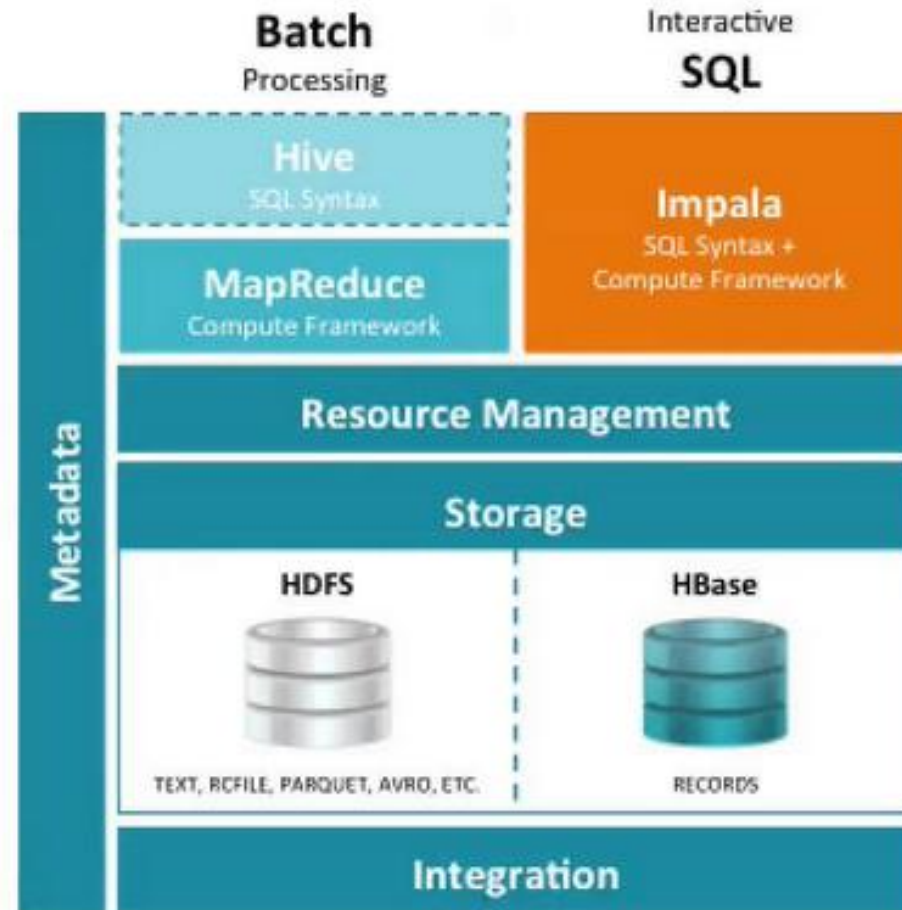 Batch
Processing
Interactive
SQL
Metadata
Hive
SQL Syntax
MapReduce
Compute Framework
Impala
SQL Syntax +
Compute Framework
Resource Management
Storage
HDFS
TEXT, RCFILE, PARQUET, AVRO, ETC.
HBase
RECORDS
Integration